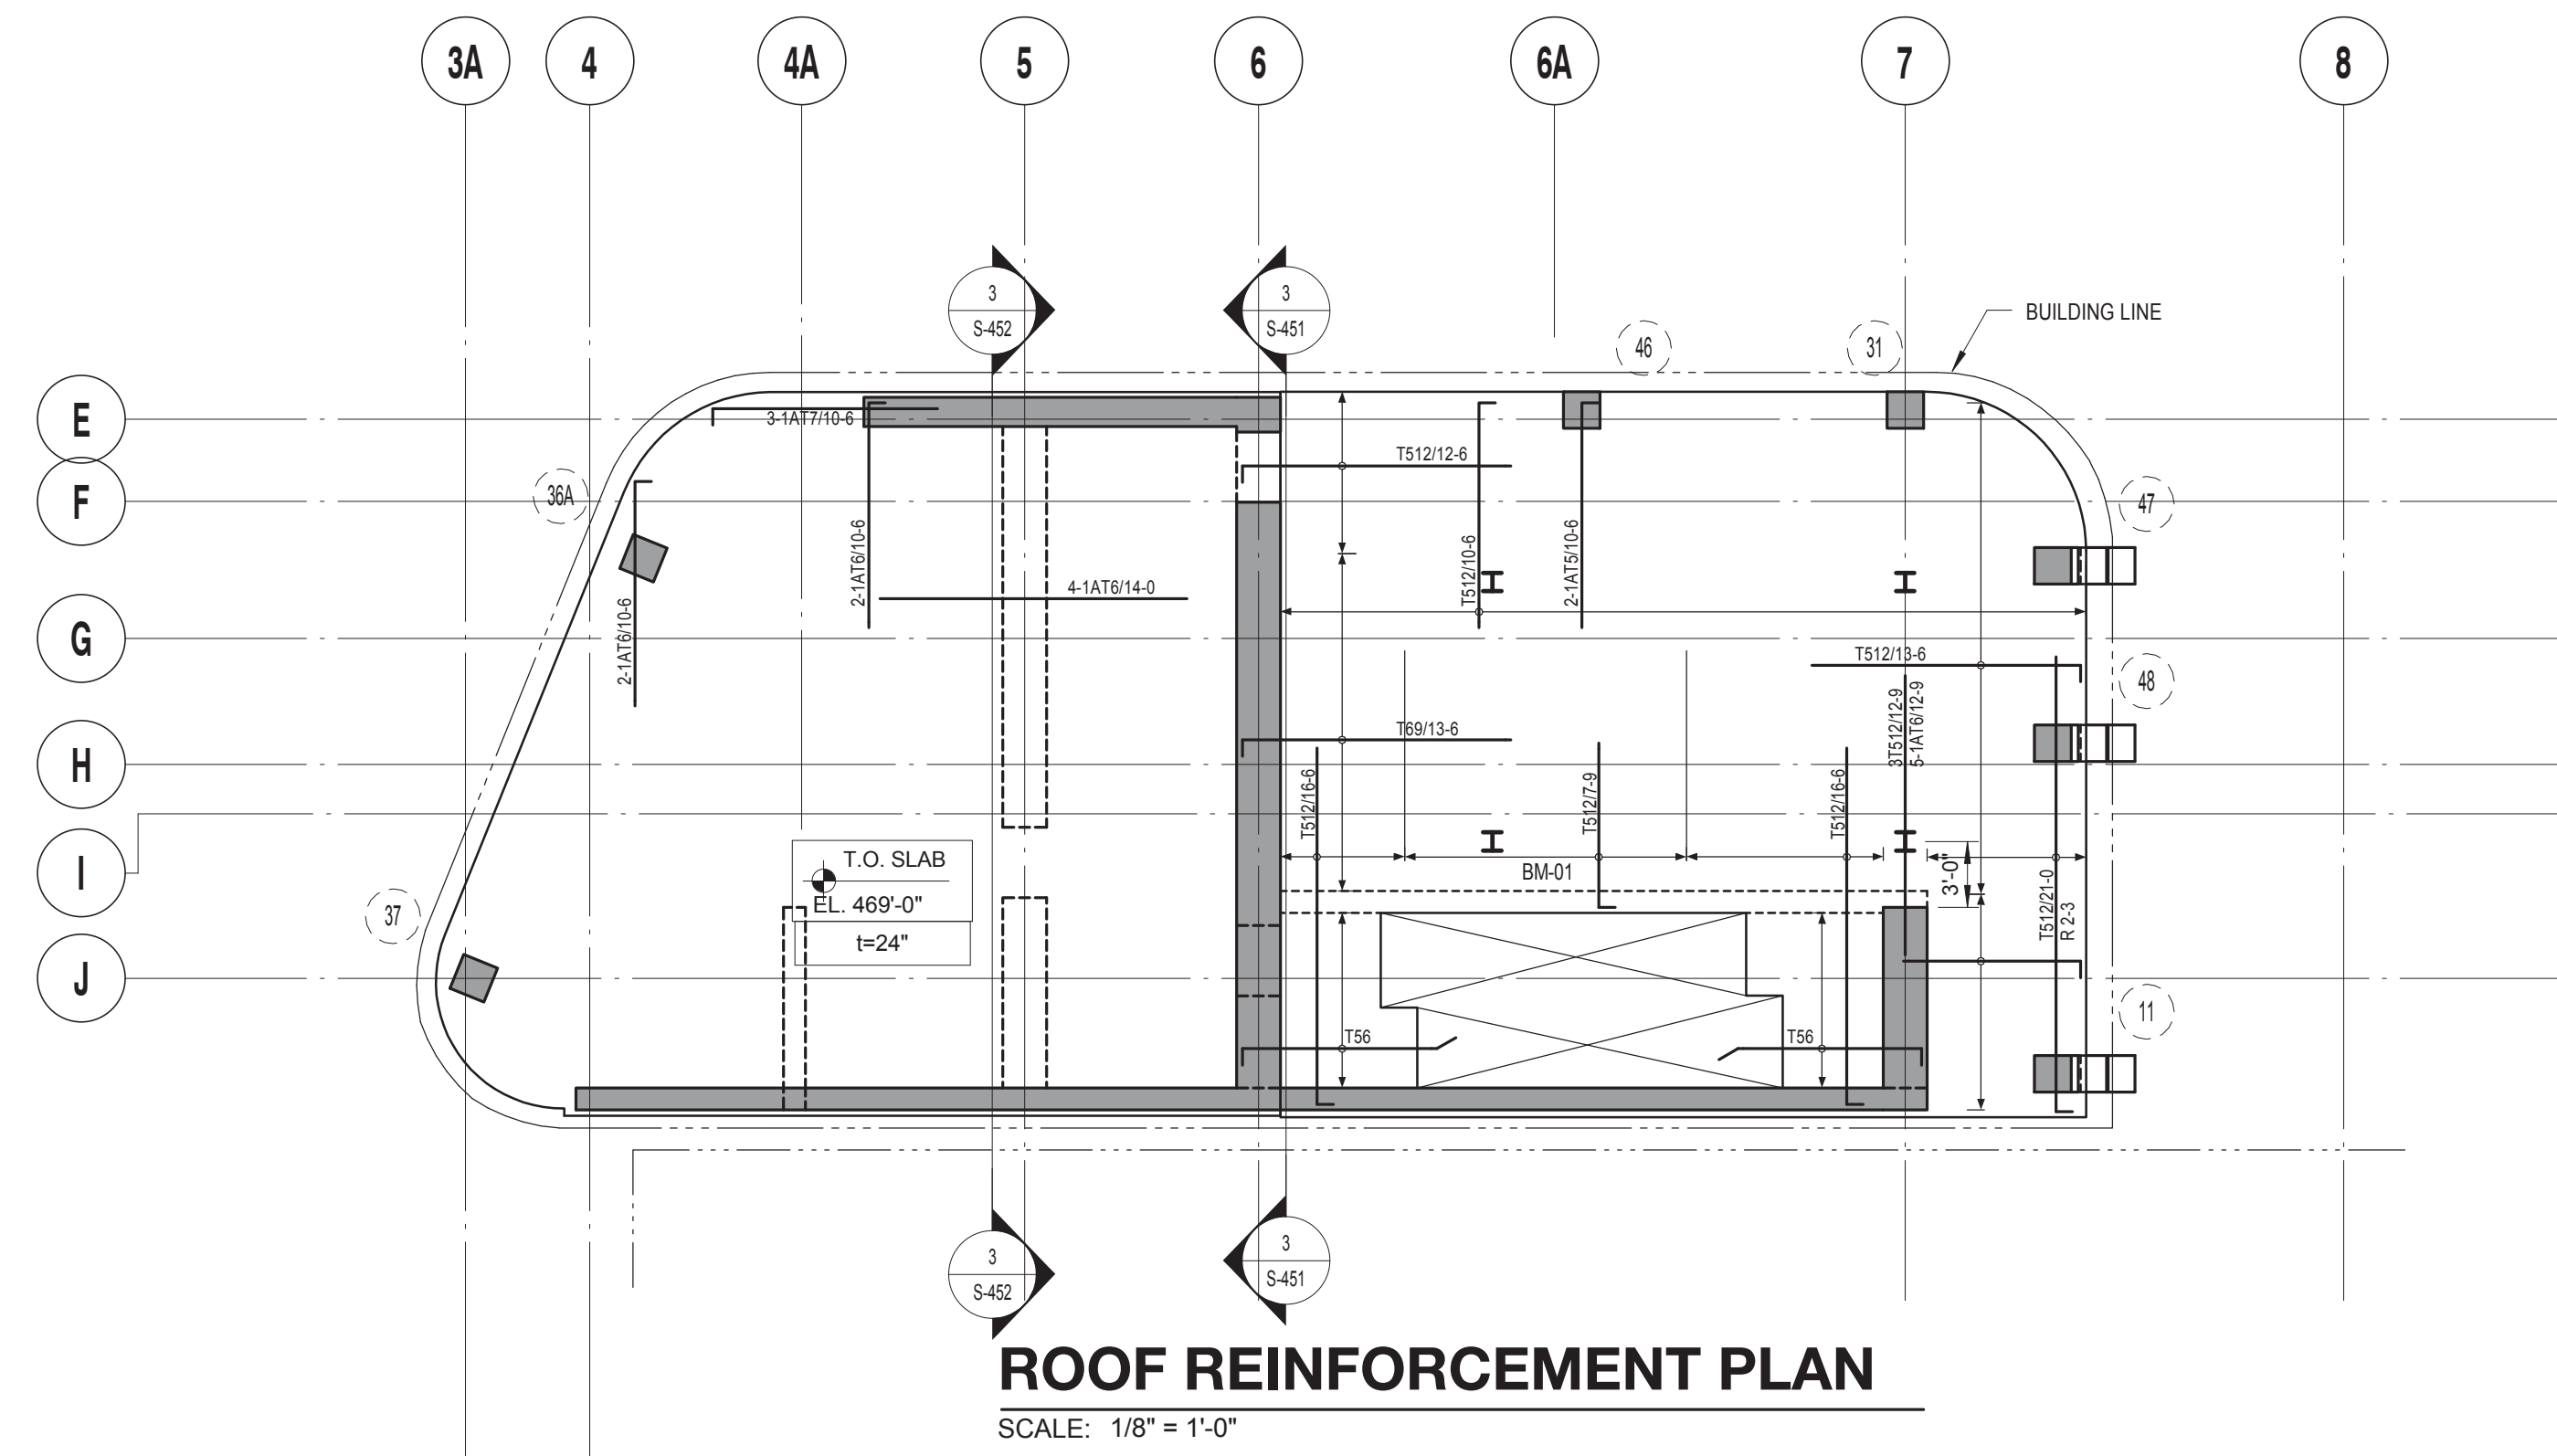 3A
4
4A
5
6
6A
7
8
3
S-452
3
S-451
BUILDING LINE
46
31
E
3-1AT7/10-6
T512/12-6
F
36A
47
2-1AT6/10-6
T512/10-6
2-1AT5/10-6
4-1AT6/14-0
2-1AT6/10-6
G
T512/13-6
48
3T512/12-9
5-1AT6/12-9
T69/13-6
H
T512/16-6
T512/7-9
T512/16-6
I
T.O. SLAB
EL. 469'-0"
t=24"
BM-01
3'-0"
T512/21-0
R 2-3
37
J
11
T56
T56
3
S-452
3
S-451
ROOF REINFORCEMENT PLAN
SCALE: 1/8" = 1'-0"